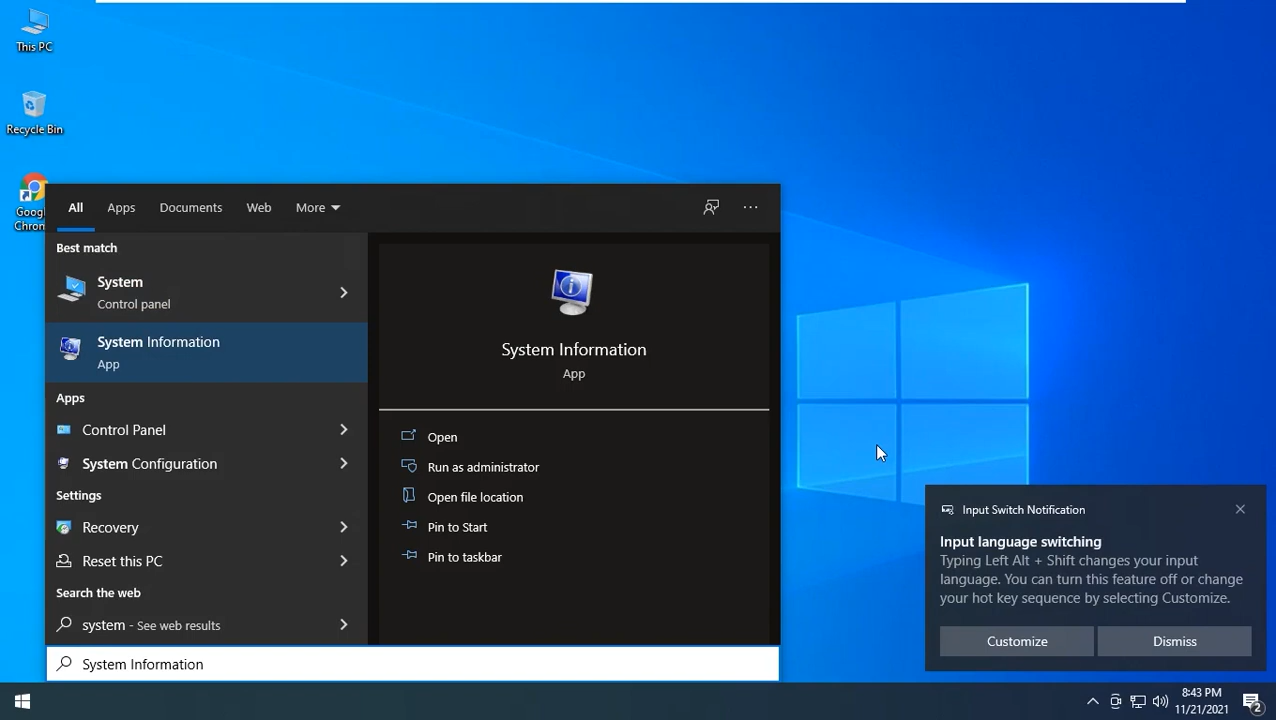 This PC
Recycle Bin
Google
Chrom
All Apps Documents Web More
Best match
System
Control panel
System Information
App
Apps
Control Panel
System Configuration
Settings
Recovery
Reset this PC
Search the web
system - See web results
System Information
System Information
App
Open
Run as administrator
Open file location
Pin to Start
Pin to taskbar
Input Switch Notification
Input language switching
Typing Left Alt + Shift changes your input
language. You can turn this feature off or change
your hot key sequence by selecting Customize.
Customize Dismiss
8:43 PM
11/21/2021
2